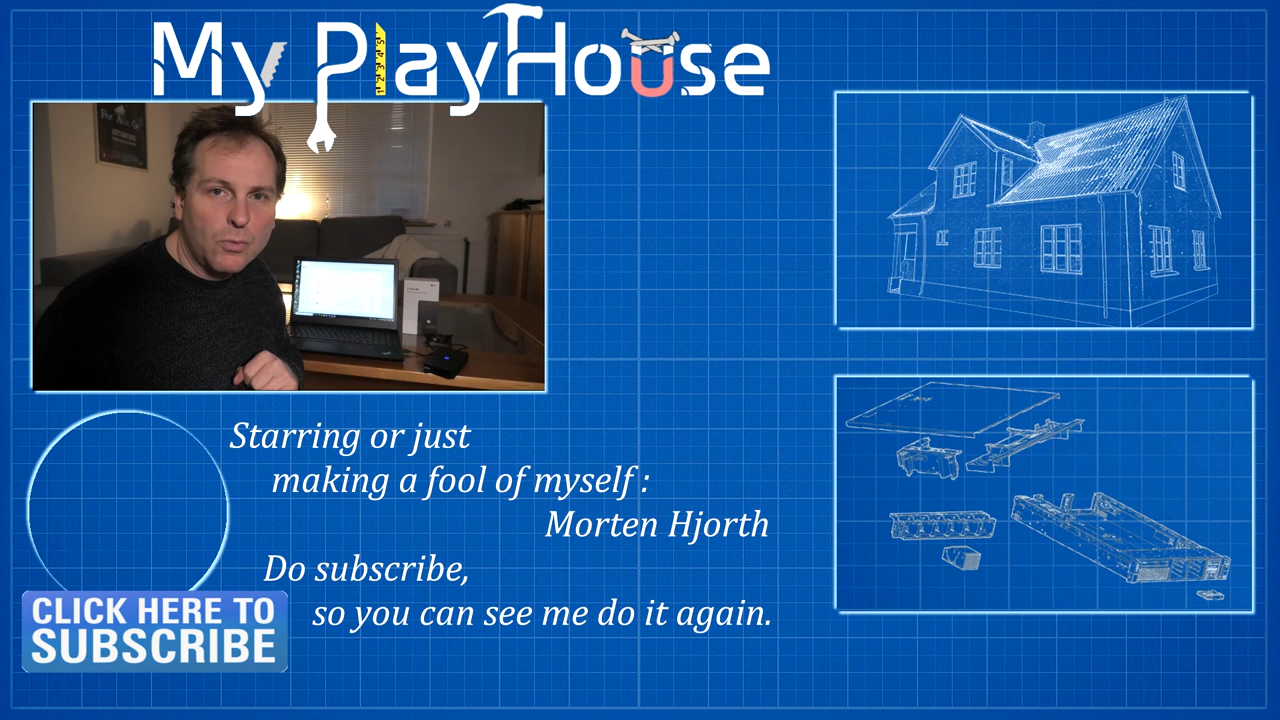 My PlayHouse
Starring or just
making a fool of myself :
Morten Hjorth
Do subscribe,
so you can see me do it again.
CLICK HERE TO
SUBSCRIBE